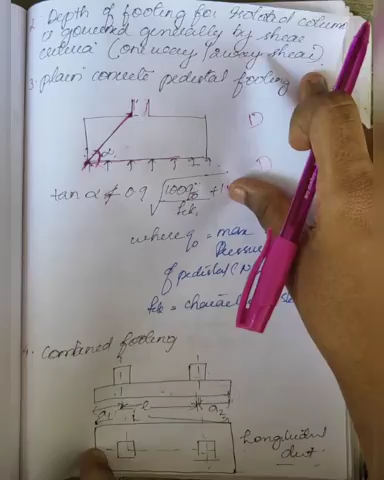 2. Depth of footing for isolated column
is governed generally by shear
criteria (one way / two way shear)
3. plain concrete pedestal footing
α
tan α ≮ 0.9 √(100q₀/fck + 1)
where q₀ = max
Pressure
of pedestal (N/
fck = characte
4. Combined footing
a₁ l a₂
L
Longitudinal